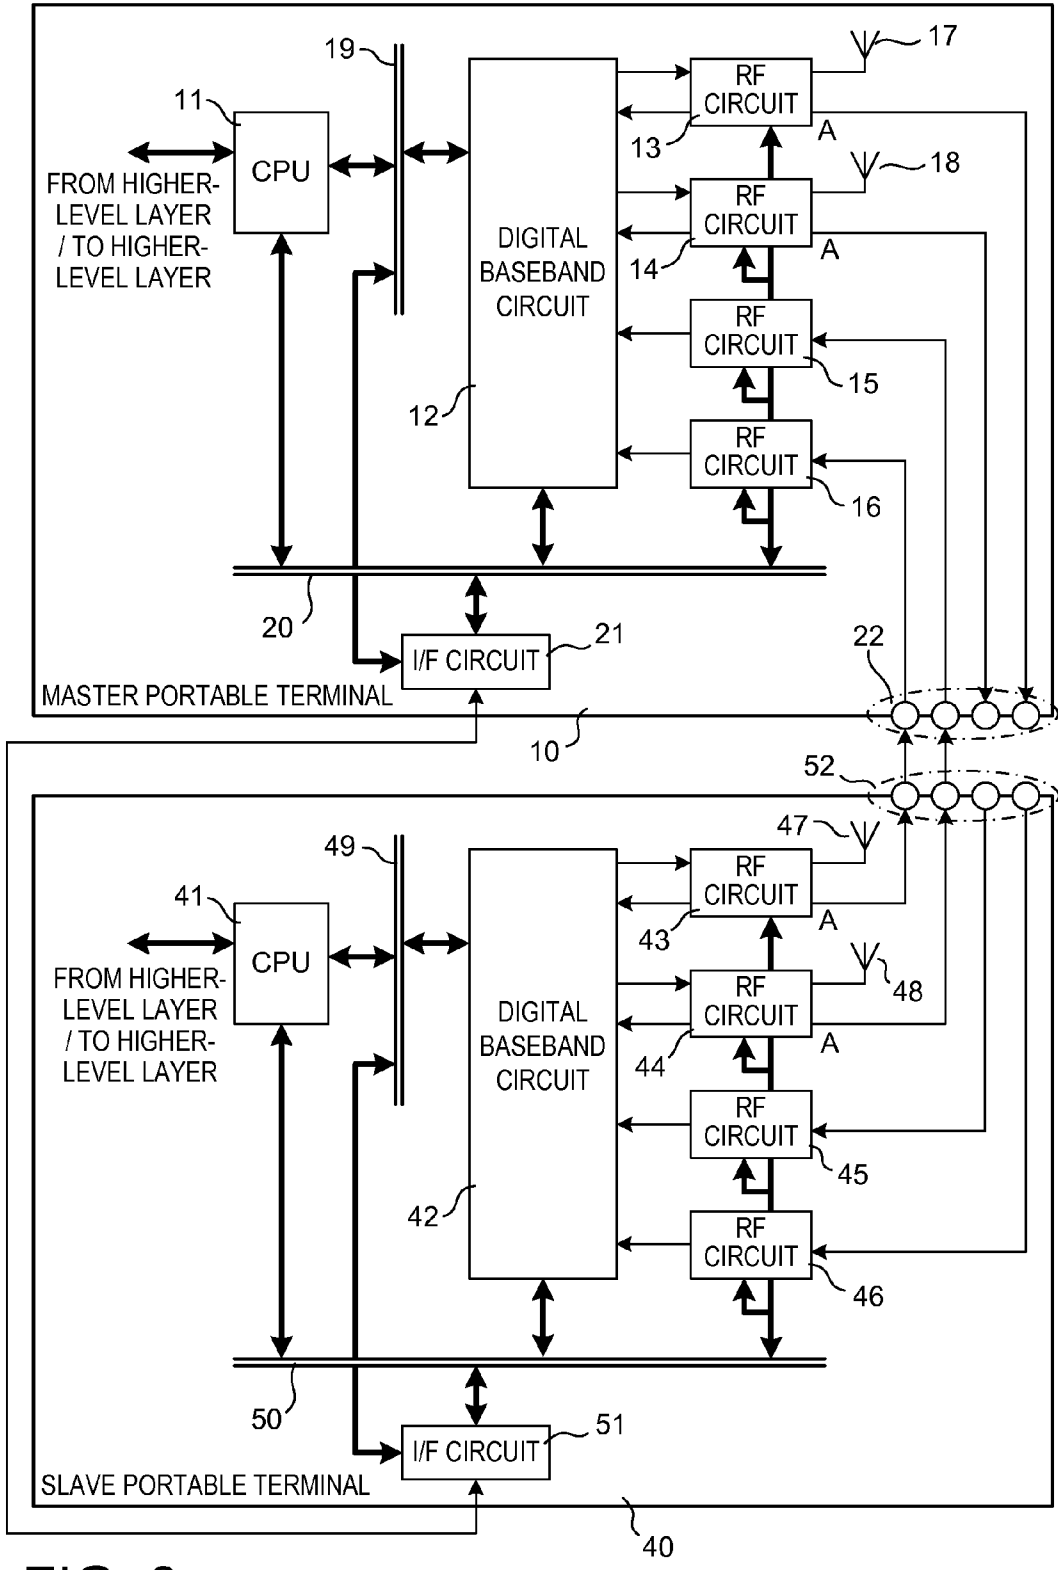 19
17
11
RF
CIRCUIT
13
A
CPU
18
FROM HIGHER-
LEVEL LAYER
/ TO HIGHER-
LEVEL LAYER
DIGITAL
BASEBAND
CIRCUIT
RF
CIRCUIT
14
A
RF
CIRCUIT
15
12
RF
CIRCUIT
16
20
21
I/F CIRCUIT
22
MASTER PORTABLE TERMINAL
10
52
49
47
41
RF
CIRCUIT
43
A
CPU
48
FROM HIGHER-
LEVEL LAYER
/ TO HIGHER-
LEVEL LAYER
DIGITAL
BASEBAND
CIRCUIT
RF
CIRCUIT
44
A
RF
CIRCUIT
45
42
RF
CIRCUIT
46
50
51
I/F CIRCUIT
SLAVE PORTABLE TERMINAL
40